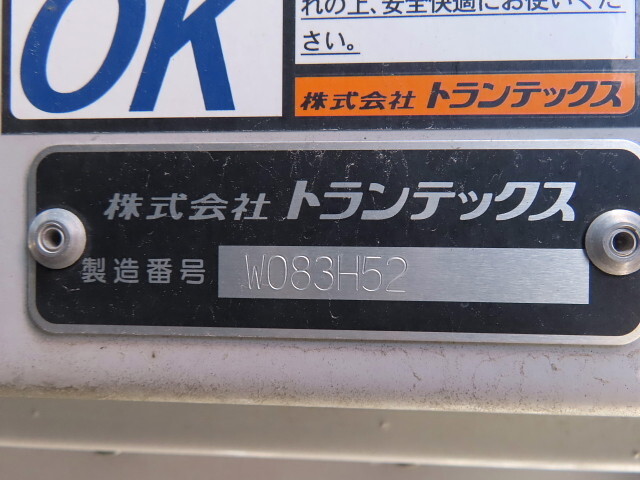 OK
れの上、安全快適にお使いくだ
さい。
株式会社 トランテックス
株式会社 トランテックス
製造番号 W083H52